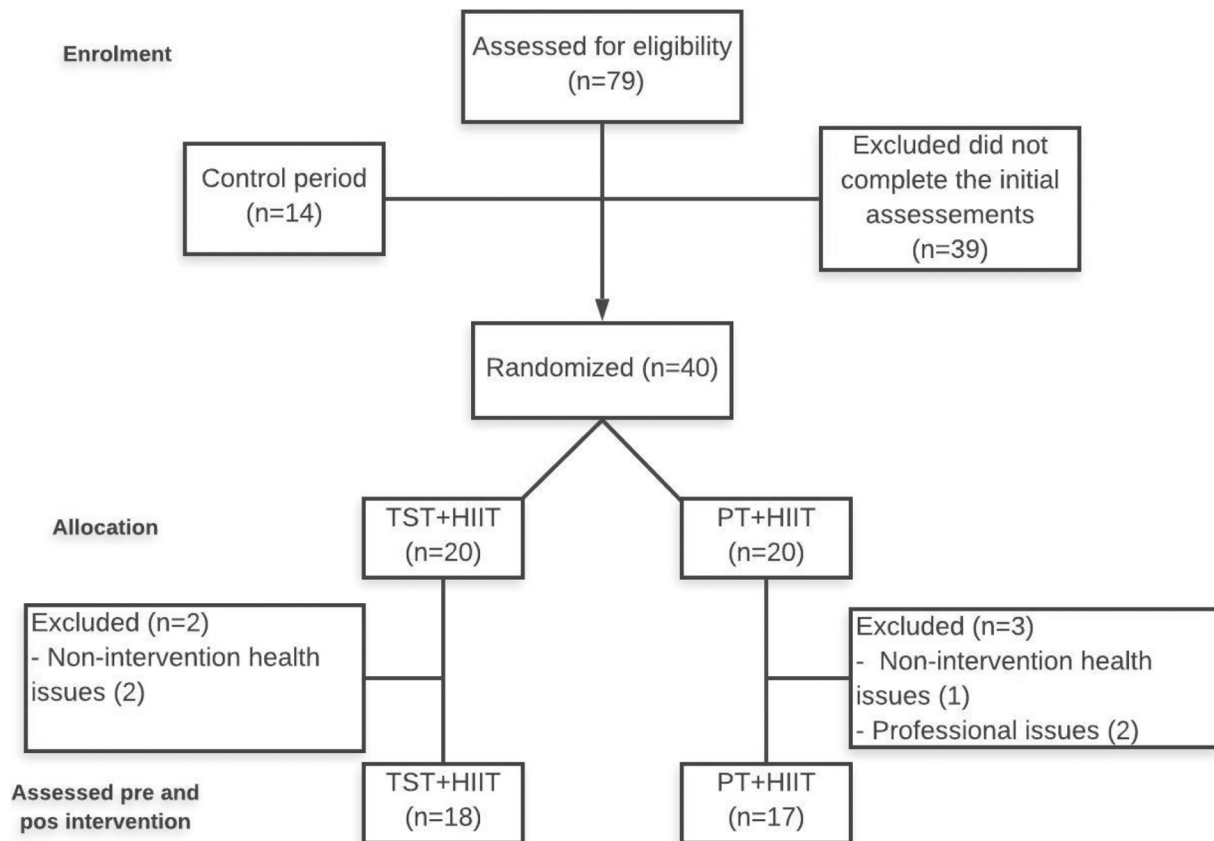 Enrolment
Assessed for eligibility
(n=79)
Control period
(n=14)
Excluded did not
complete the initial
assessements
(n=39)
Randomized (n=40)
Allocation
TST+HIIT
(n=20)
PT+HIIT
(n=20)
Excluded (n=2)
- Non-intervention health
issues (2)
Excluded (n=3)
- Non-intervention health
issues (1)
- Professional issues (2)
Assessed pre and
pos intervention
TST+HIIT
(n=18)
PT+HIIT
(n=17)